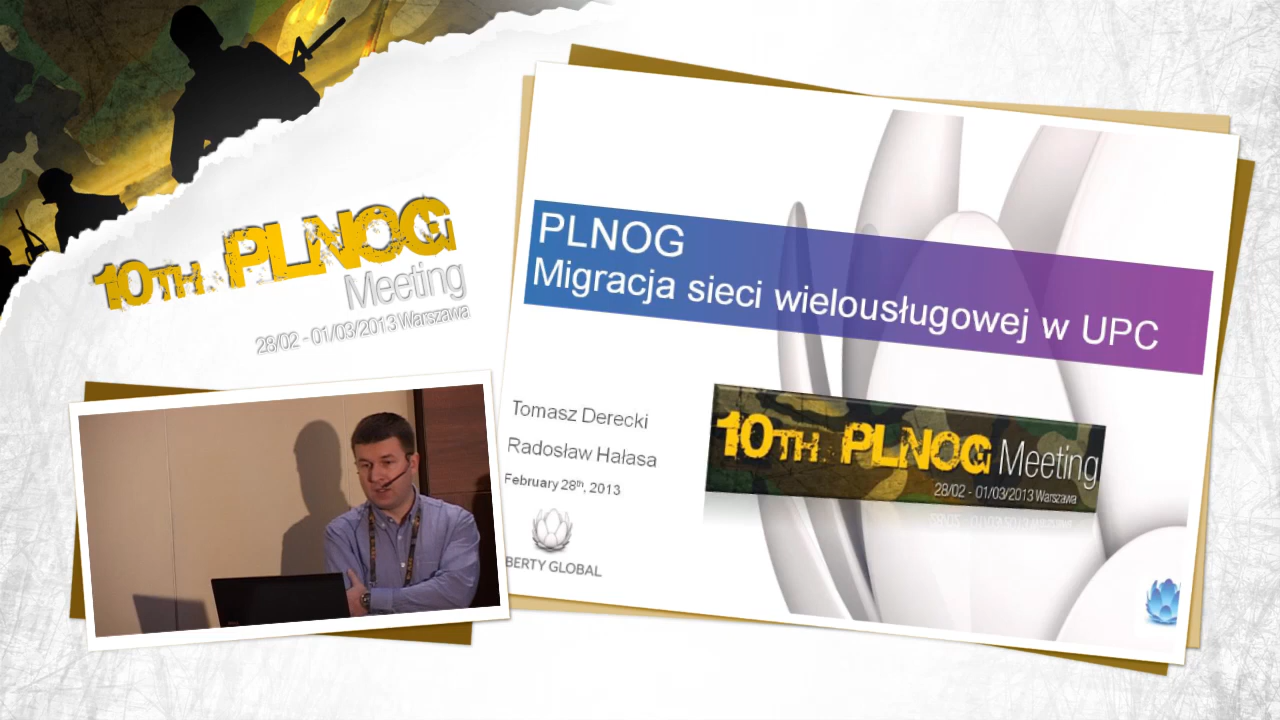 10TH PLNOG
Meeting
28/02 - 01/03/2013 Warszawa
PLNOG
Migracja sieci wielousługowej w UPC
Tomasz Derecki
Radosław Hałasa
February 28th, 2013
BERTY GLOBAL
10TH PLNOG Meeting
28/02 - 01/03/2013 Warszawa